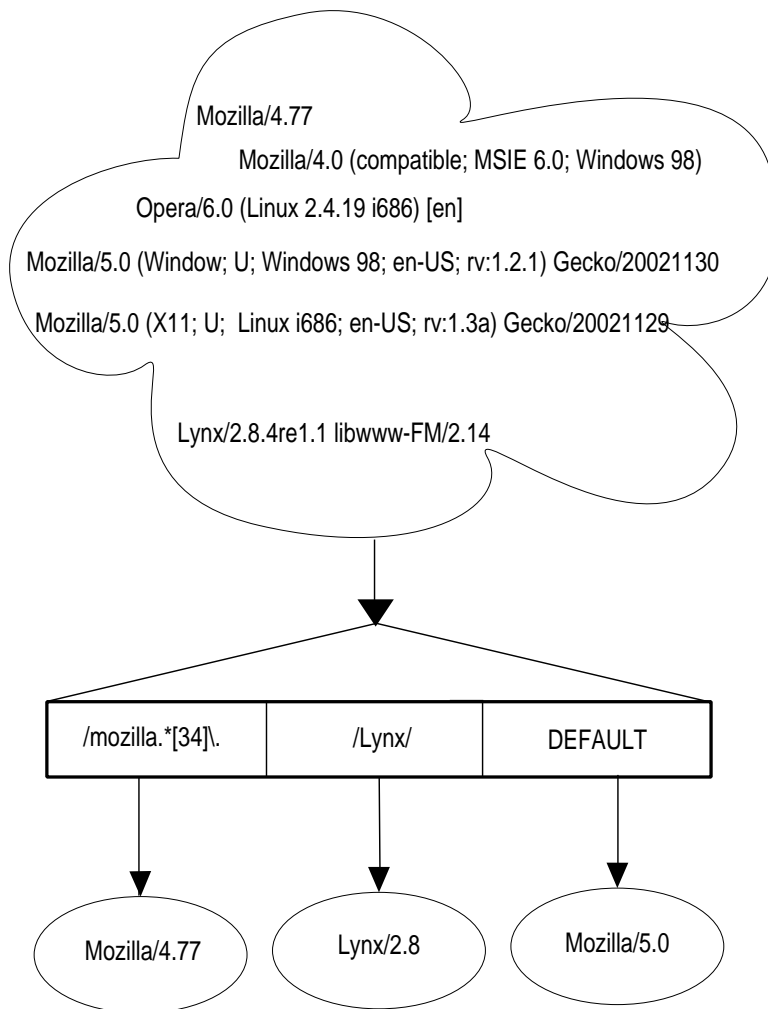 Mozilla/4.77
Mozilla/4.0 (compatible; MSIE 6.0; Windows 98)
Opera/6.0 (Linux 2.4.19 i686) [en]
Mozilla/5.0 (Window; U; Windows 98; en-US; rv:1.2.1) Gecko/20021130
Mozilla/5.0 (X11; U; Linux i686; en-US; rv:1.3a) Gecko/20021129
Lynx/2.8.4re1.1 libwww-FM/2.14
/mozilla.*[34]\.
/Lynx/
DEFAULT
Mozilla/4.77
Lynx/2.8
Mozilla/5.0